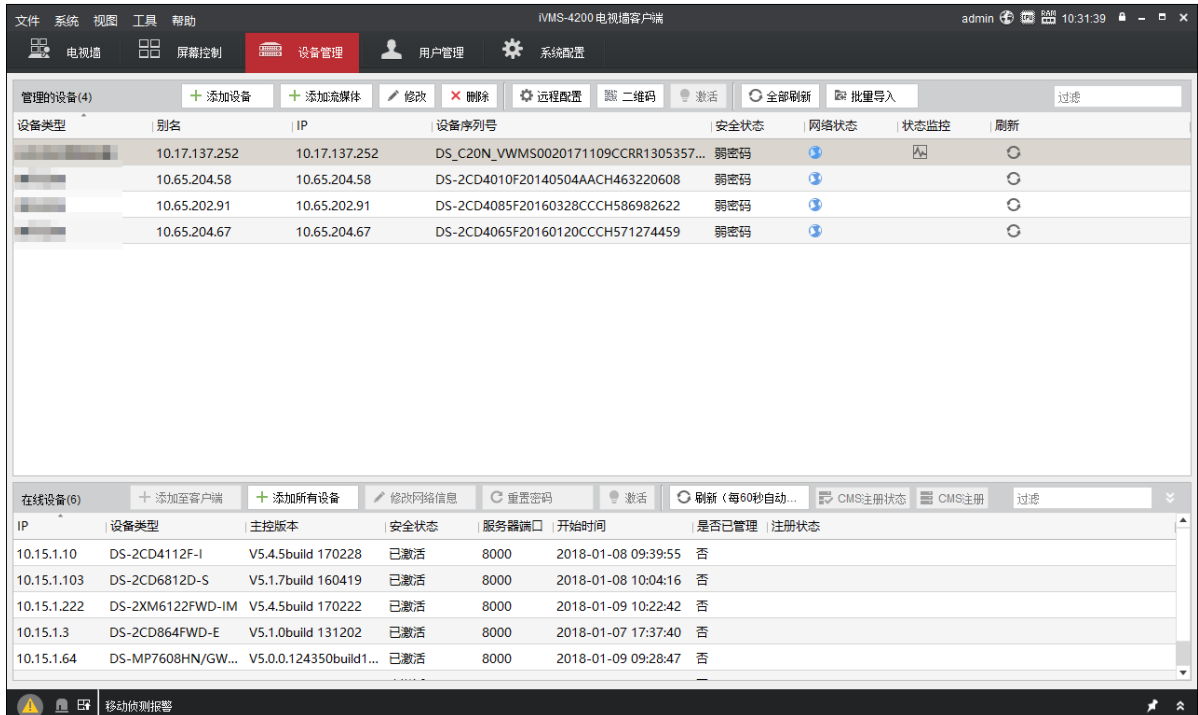 文件 系统 视图 工具 帮助 iVMS-4200 电视墙客户端 admin 10:31:39
电视墙 屏幕控制 设备管理 用户管理 系统配置
管理的设备(4) 添加设备 添加流媒体 修改 删除 远程配置 二维码 激活 全部刷新 批量导入 过滤
设备类型 别名 IP 设备序列号 安全状态 网络状态 状态监控 刷新
10.17.137.252 10.17.137.252 DS_C20N_VWMS0020171109CCRR1305357... 弱密码
10.65.204.58 10.65.204.58 DS-2CD4010F20140504AACH463220608 弱密码
10.65.202.91 10.65.202.91 DS-2CD4085F20160328CCCH586982622 弱密码
10.65.204.67 10.65.204.67 DS-2CD4065F20160120CCCH571274459 弱密码
在线设备(6) 添加至客户端 添加所有设备 修改网络信息 重置密码 激活 刷新（每60秒自动... CMS注册状态 CMS注册 过滤
IP 设备类型 主控版本 安全状态 服务器端口 开始时间 是否已管理 注册状态
10.15.1.10 DS-2CD4112F-I V5.4.5build 170228 已激活 8000 2018-01-08 09:39:55 否
10.15.1.103 DS-2CD6812D-S V5.1.7build 160419 已激活 8000 2018-01-08 10:04:16 否
10.15.1.222 DS-2XM6122FWD-IM V5.4.5build 170222 已激活 8000 2018-01-09 10:22:42 否
10.15.1.3 DS-2CD864FWD-E V5.1.0build 131202 已激活 8000 2018-01-07 17:37:40 否
10.15.1.64 DS-MP7608HN/GW... V5.0.0.124350build1... 已激活 8000 2018-01-09 09:28:47 否
移动侦测报警